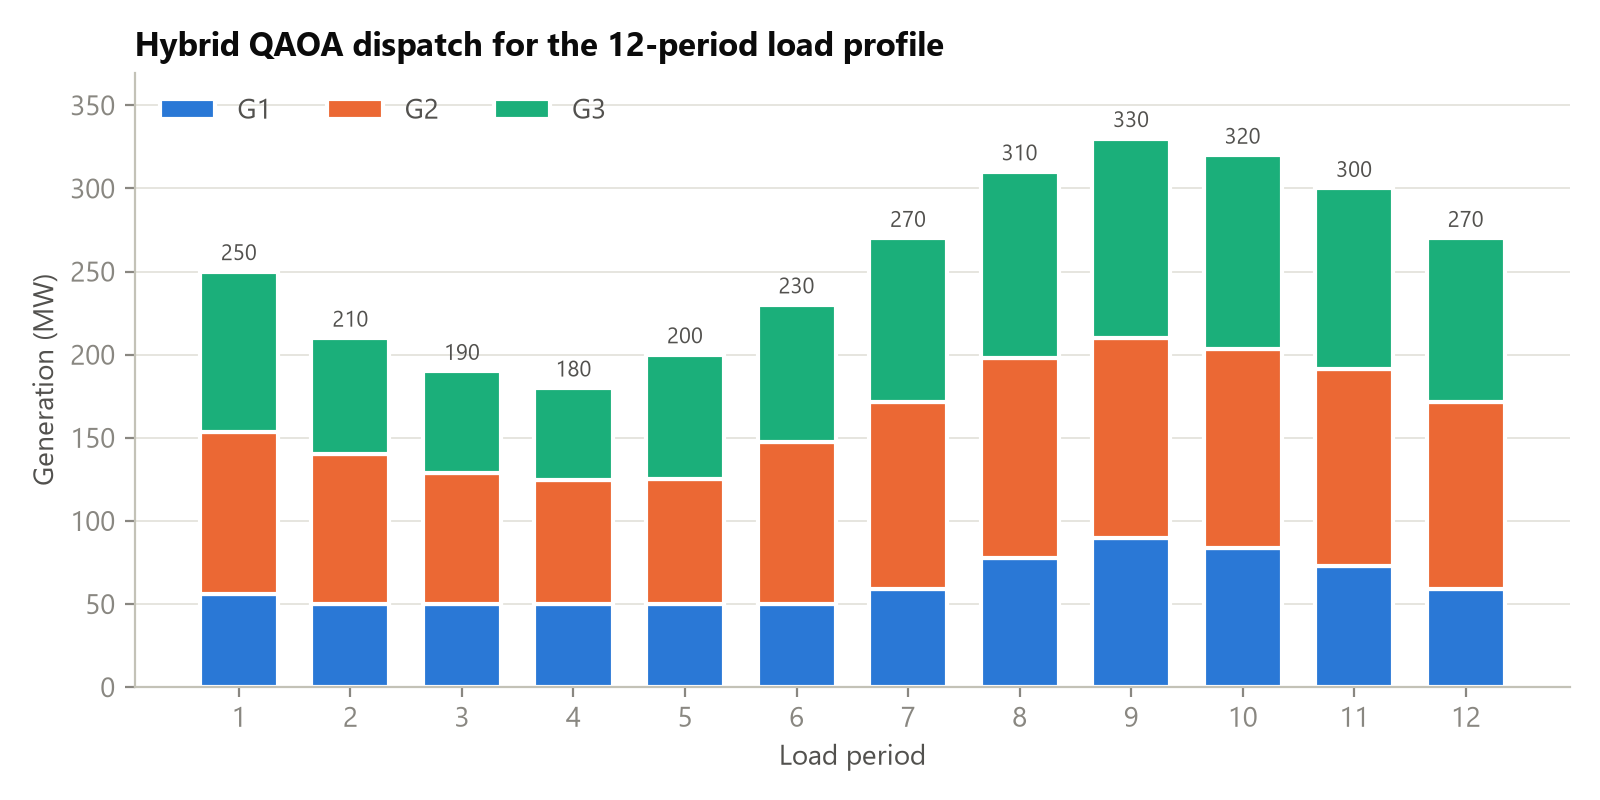 Hybrid QAOA dispatch for the 12-period load profile
G1 G2 G3
Generation (MW)
350
300
250
200
150
100
50
0
250 210 190 180 200 230 270 310 330 320 300 270
1 2 3 4 5 6 7 8 9 10 11 12
Load period